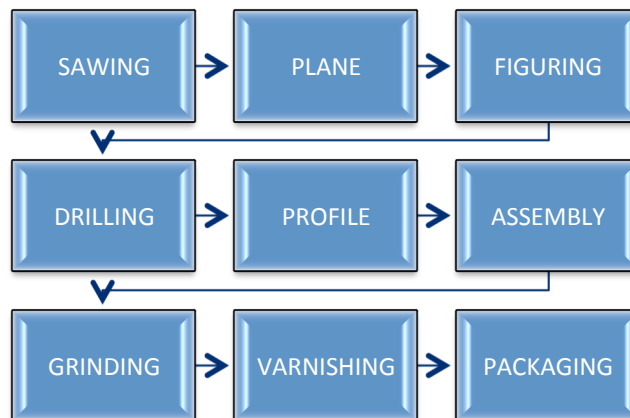 SAWING
PLANE
FIGURING
DRILLING
PROFILE
ASSEMBLY
GRINDING
VARNISHING
PACKAGING